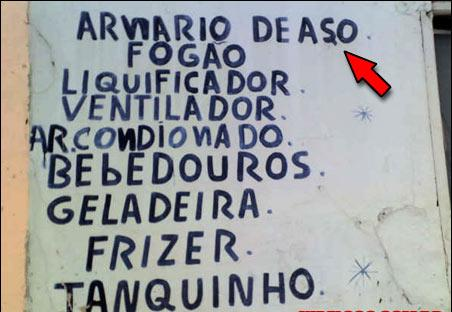 ARMARIO DE ASO.
FOGÃO
LIQUIFICADOR.
VENTILADOR.
AR.CONDIONADO.
BEBEDOUROS.
GELADEIRA.
FRIZER.
TANQUINHO.